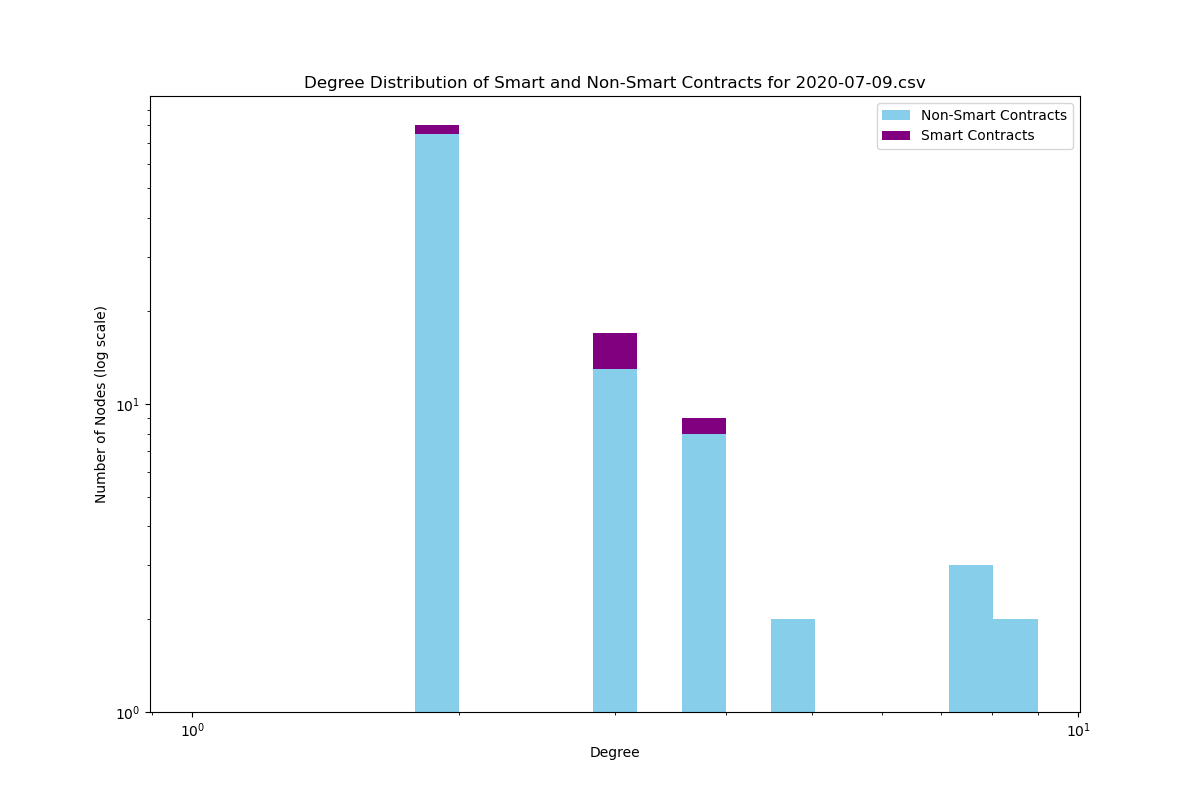 Degree Distribution of Smart and Non-Smart Contracts for 2020-07-09.csv
Non-Smart Contracts
Smart Contracts
Number of Nodes (log scale)
10¹
10⁰
10⁰
10¹
Degree